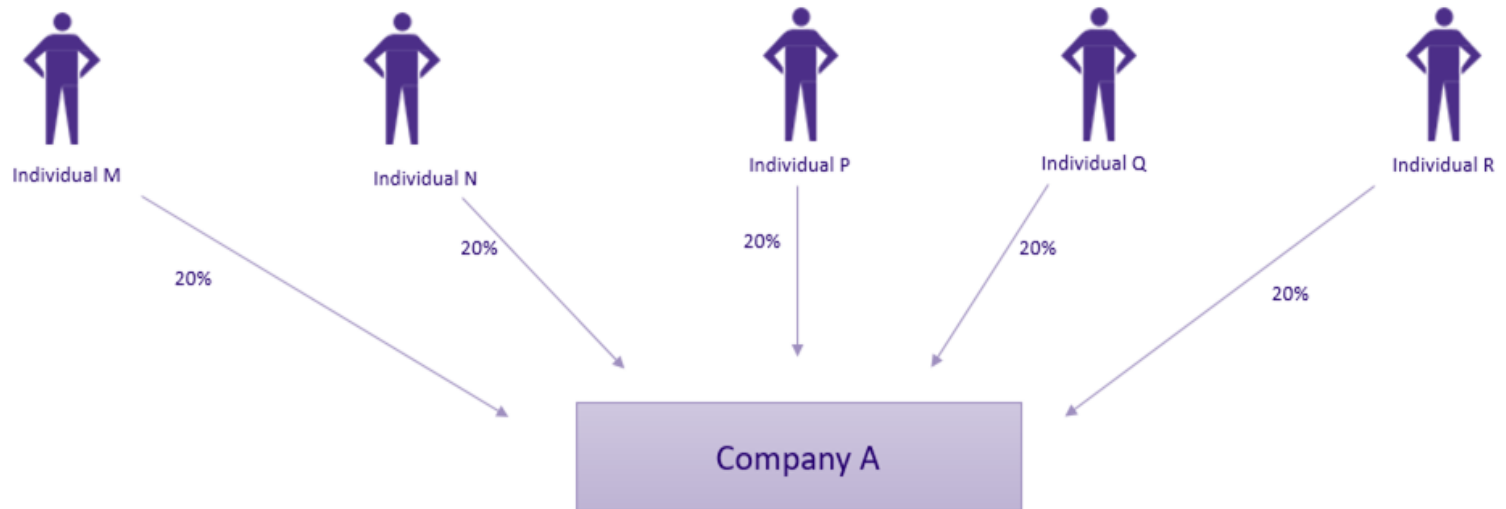 Individual M
Individual N
Individual P
Individual Q
Individual R
20%
20%
20%
20%
20%
Company A